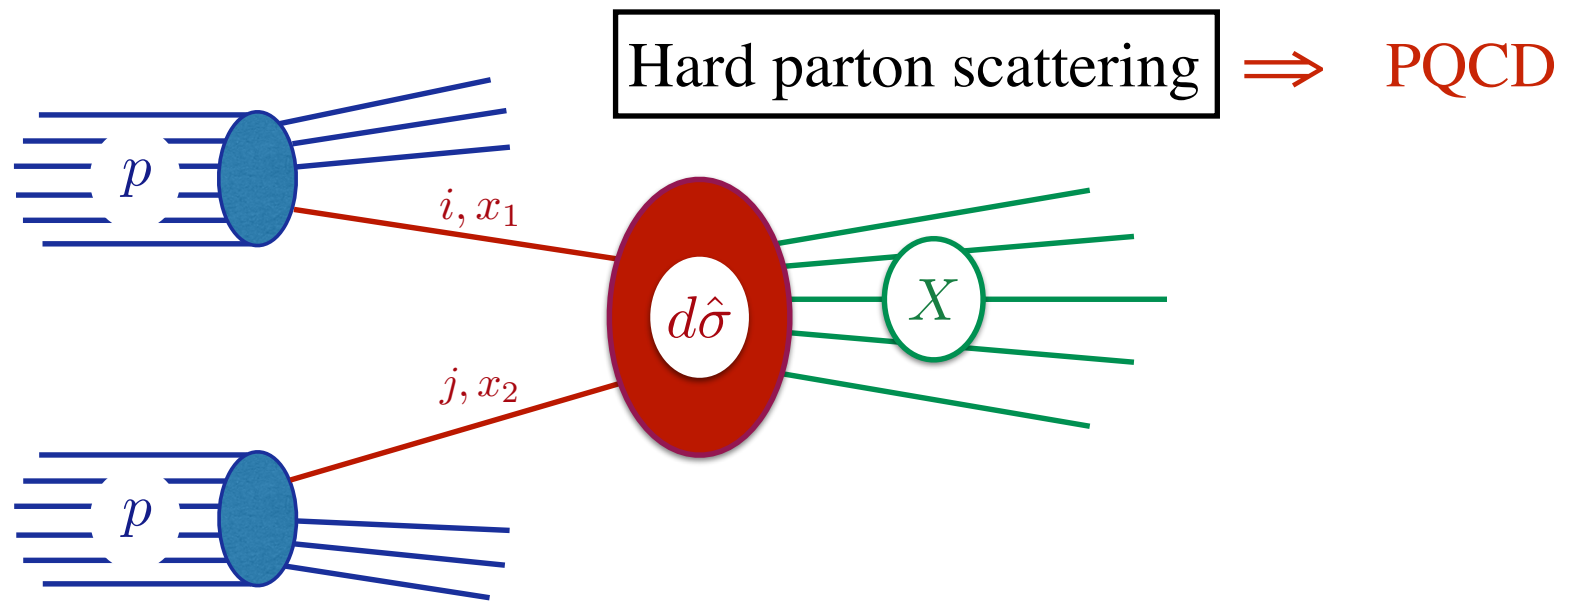 Hard parton scattering ⇒ PQCD
p
i, x₁
dσ̂
X
j, x₂
p